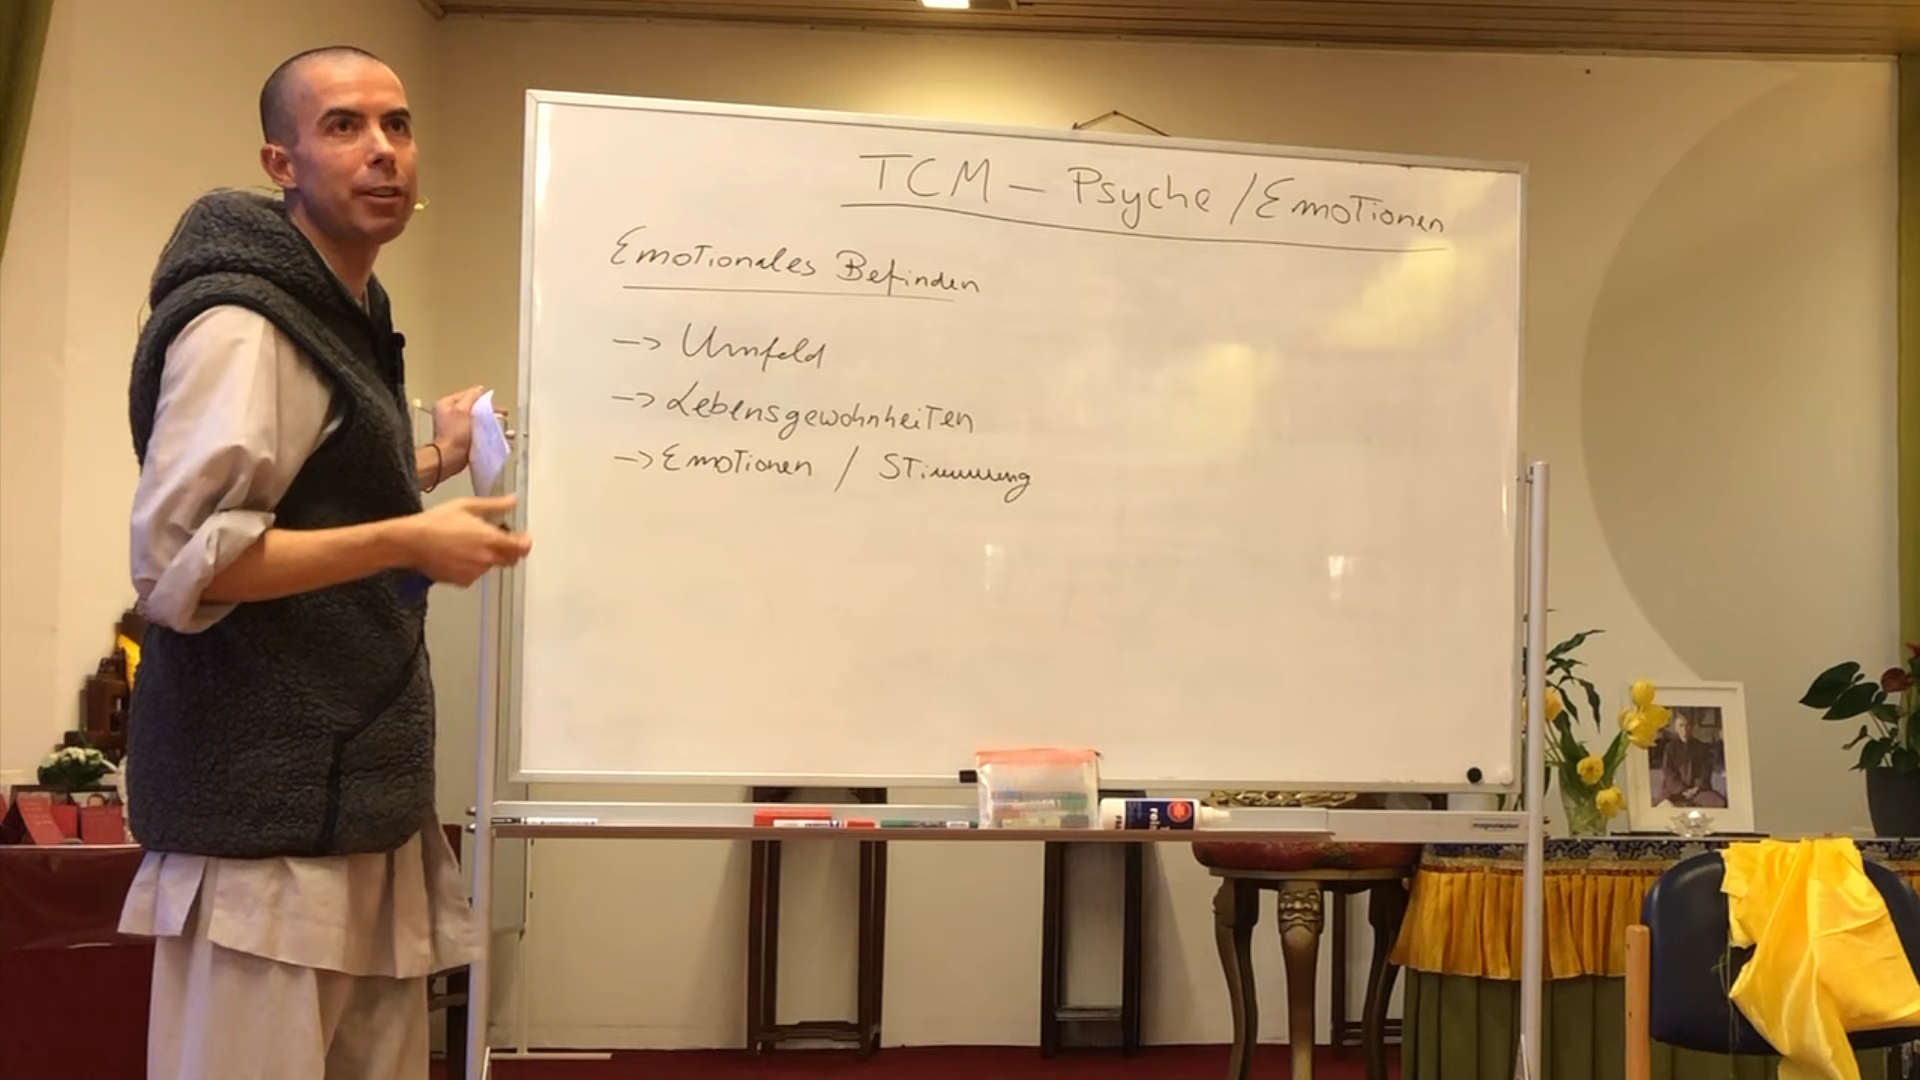 TCM – Psyche / Emotionen
Emotionales Befinden
-> Umfeld
-> Lebensgewohnheiten
-> Emotionen / Stimmung